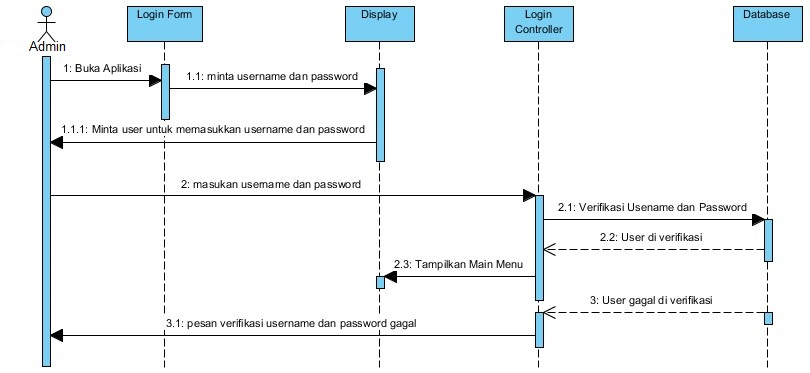 Admin
Login Form
Display
Login
Controller
Database
1: Buka Aplikasi
1.1: minta username dan password
1.1.1: Minta user untuk memasukkan username dan password
2: masukan username dan password
2.1: Verifikasi Usename dan Password
2.2: User di verifikasi
2.3: Tampilkan Main Menu
3: User gagal di verifikasi
3.1: pesan verifikasi username dan password gagal